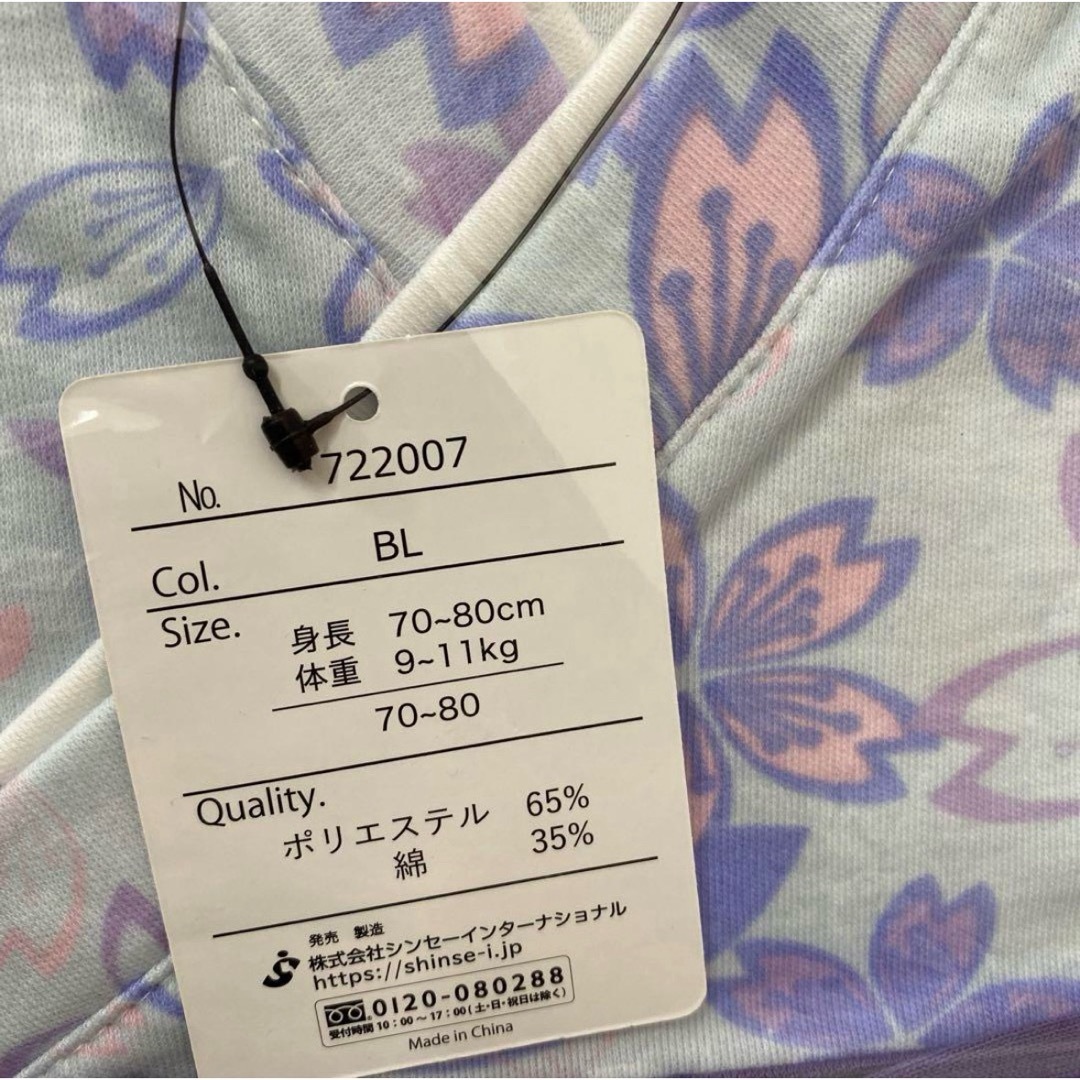 No. 722007
Col. BL
Size. 身長 70~80cm
体重 9~11kg
70~80
Quality.
ポリエステル 65%
綿 35%
発売 製造
株式会社シンセーインターナショナル
https://shinse-i.jp
0120-080288
受付時間 10:00～17:00(土・日・祝日は除く)
Made in China